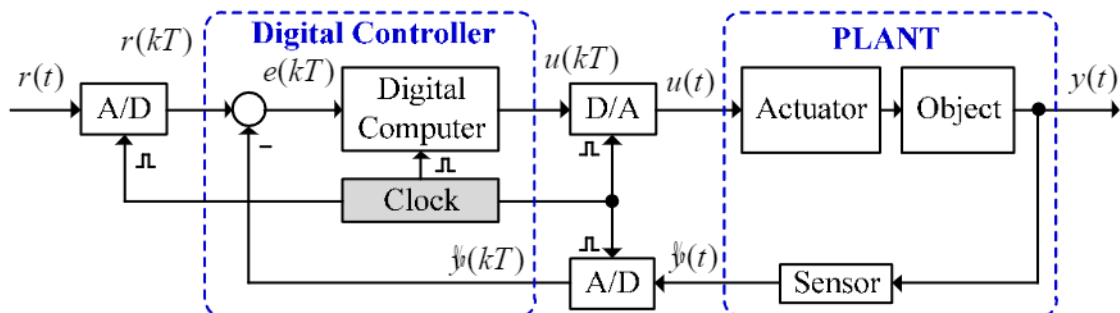 Digital Controller
PLANT
r(t)
r(kT)
e(kT)
u(kT)
u(t)
y(t)
A/D
Digital
Computer
D/A
Actuator
Object
–
Clock
(kT)
(t)
A/D
Sensor